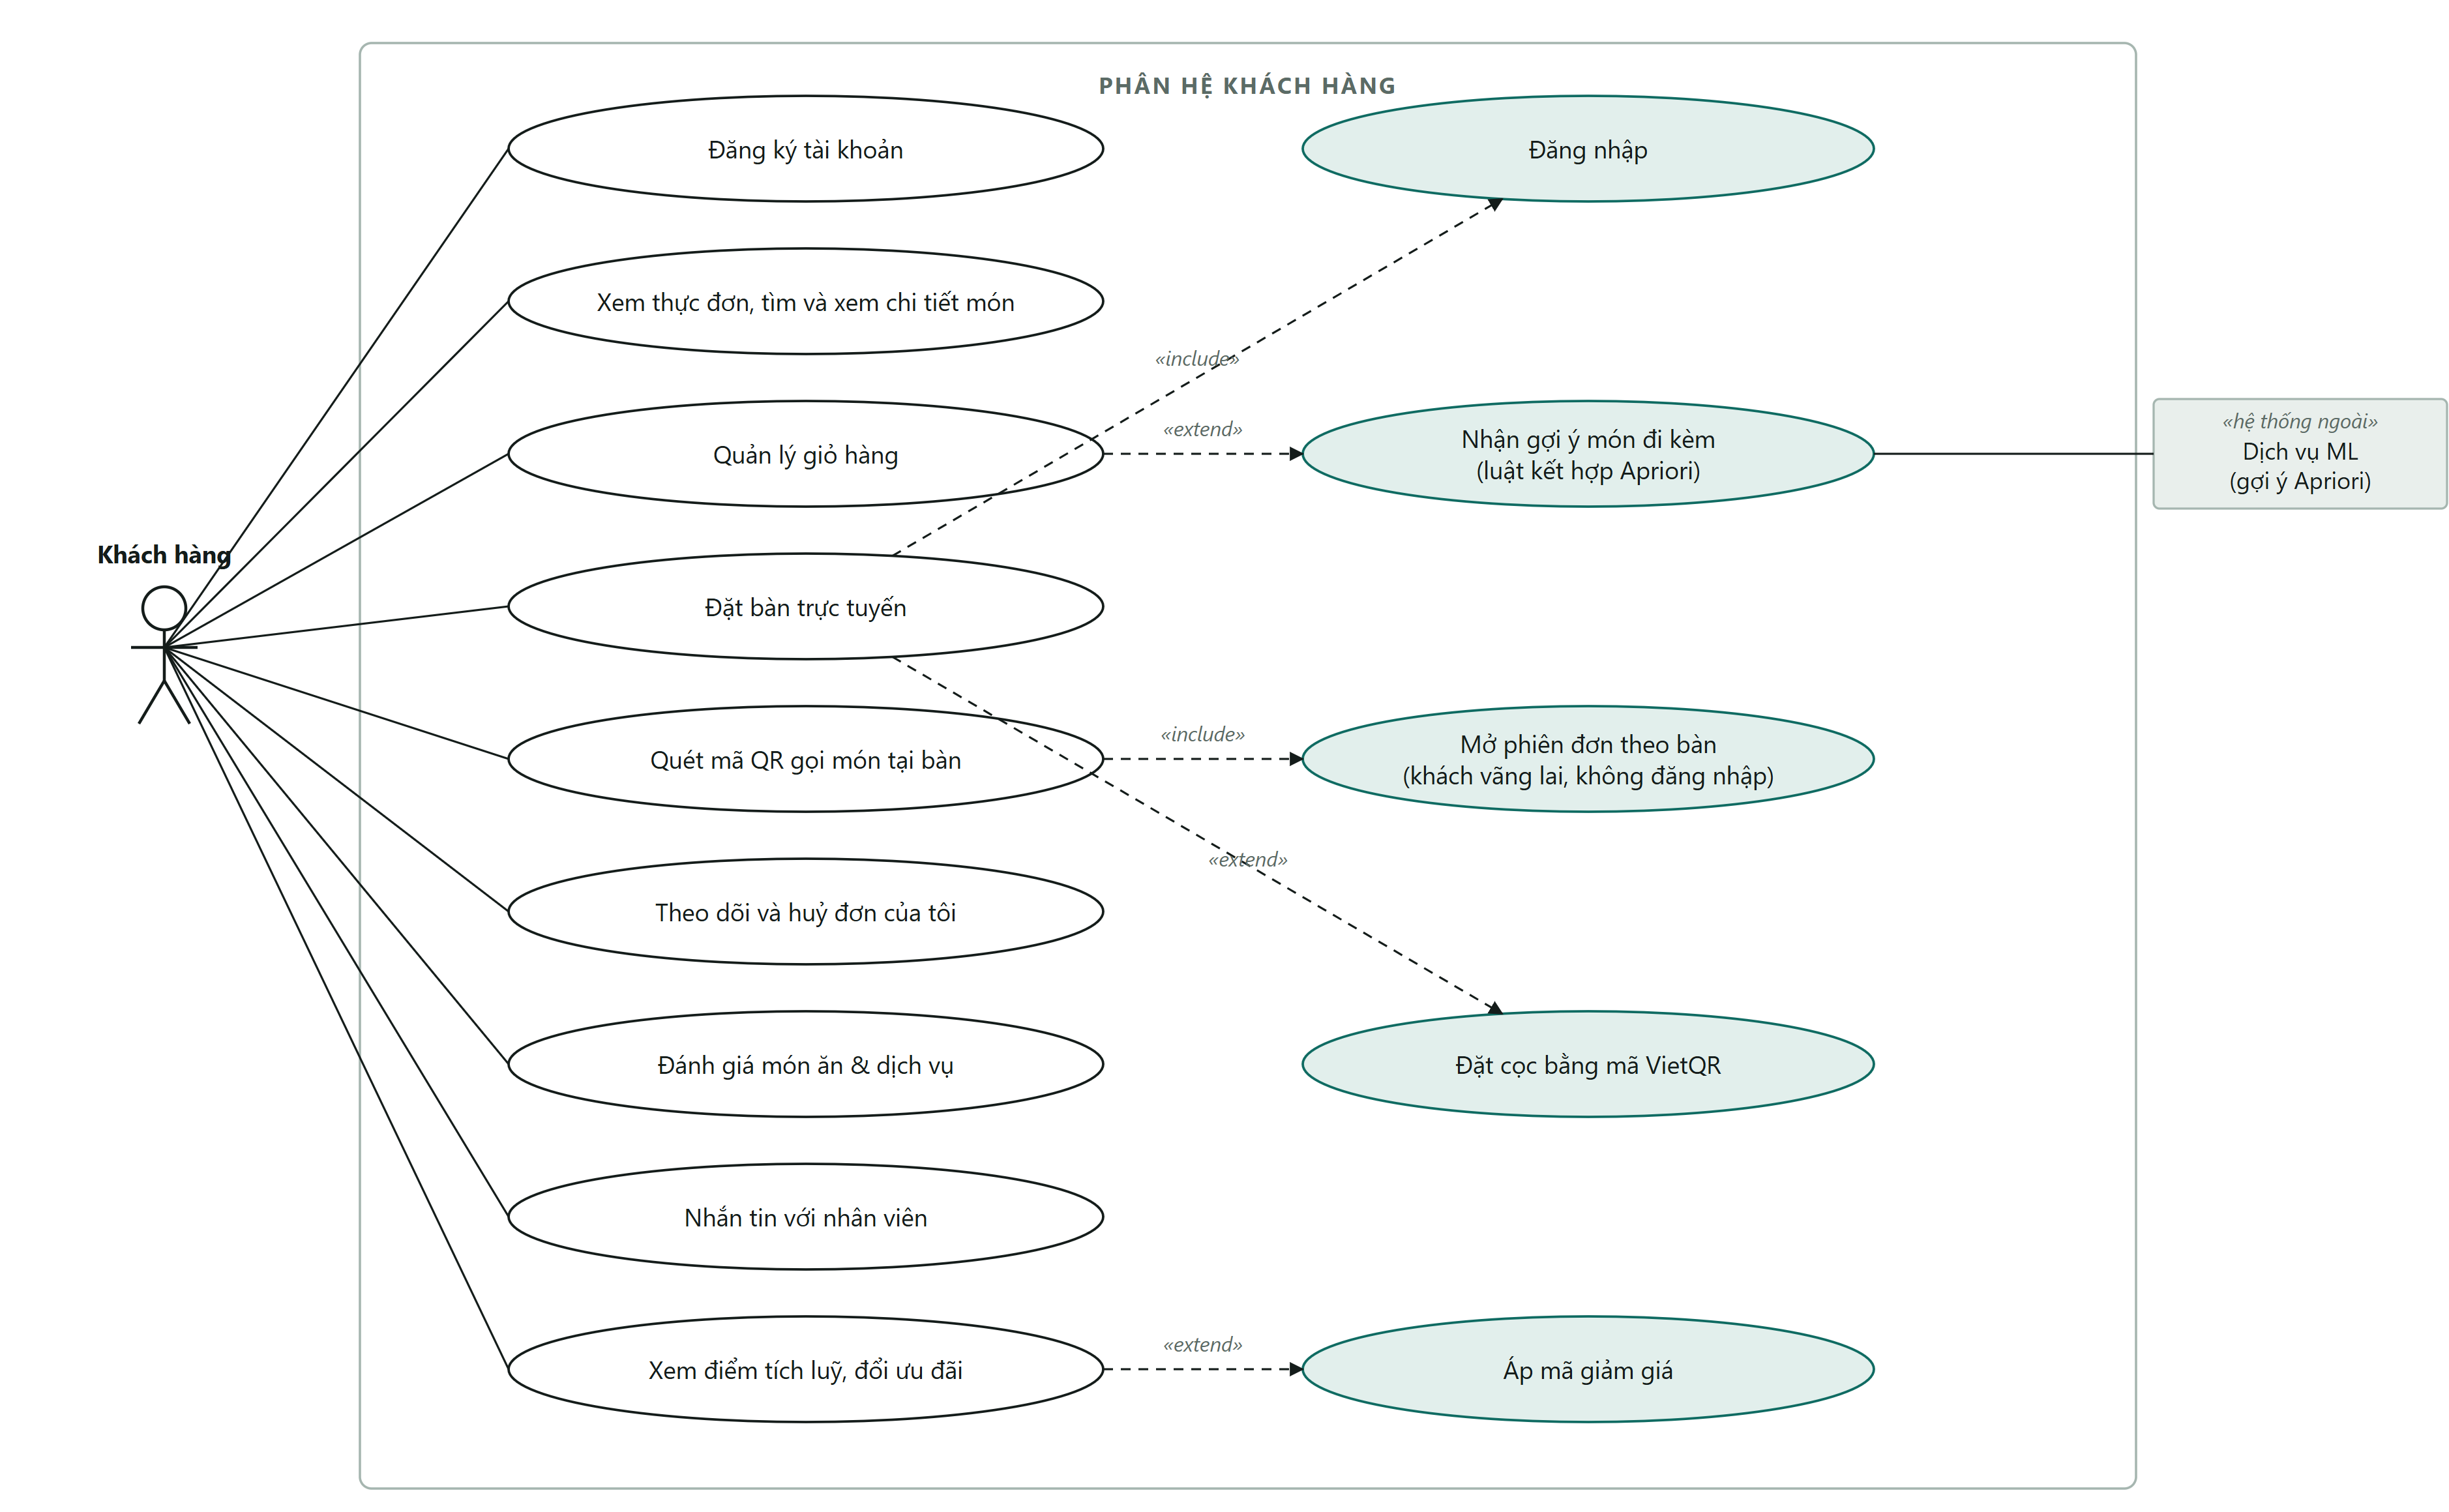 PHÂN HỆ KHÁCH HÀNG
Đăng ký tài khoản
Đăng nhập
Xem thực đơn, tìm và xem chi tiết món
«include»
Quản lý giỏ hàng
«extend»
Nhận gợi ý món đi kèm
(luật kết hợp Apriori)
«hệ thống ngoài»
Dịch vụ ML
(gợi ý Apriori)
Khách hàng
Đặt bàn trực tuyến
Quét mã QR gọi món tại bàn
«include»
Mở phiên đơn theo bàn
(khách vãng lai, không đăng nhập)
«extend»
Theo dõi và huỷ đơn của tôi
Đánh giá món ăn & dịch vụ
Đặt cọc bằng mã VietQR
Nhắn tin với nhân viên
Xem điểm tích luỹ, đổi ưu đãi
«extend»
Áp mã giảm giá